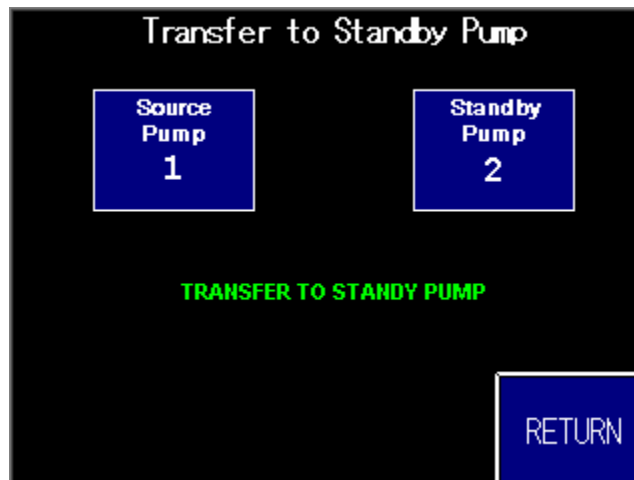 Transfer to Standby Pump
Source
Pump
1
Standby
Pump
2
TRANSFER TO STANDY PUMP
RETURN